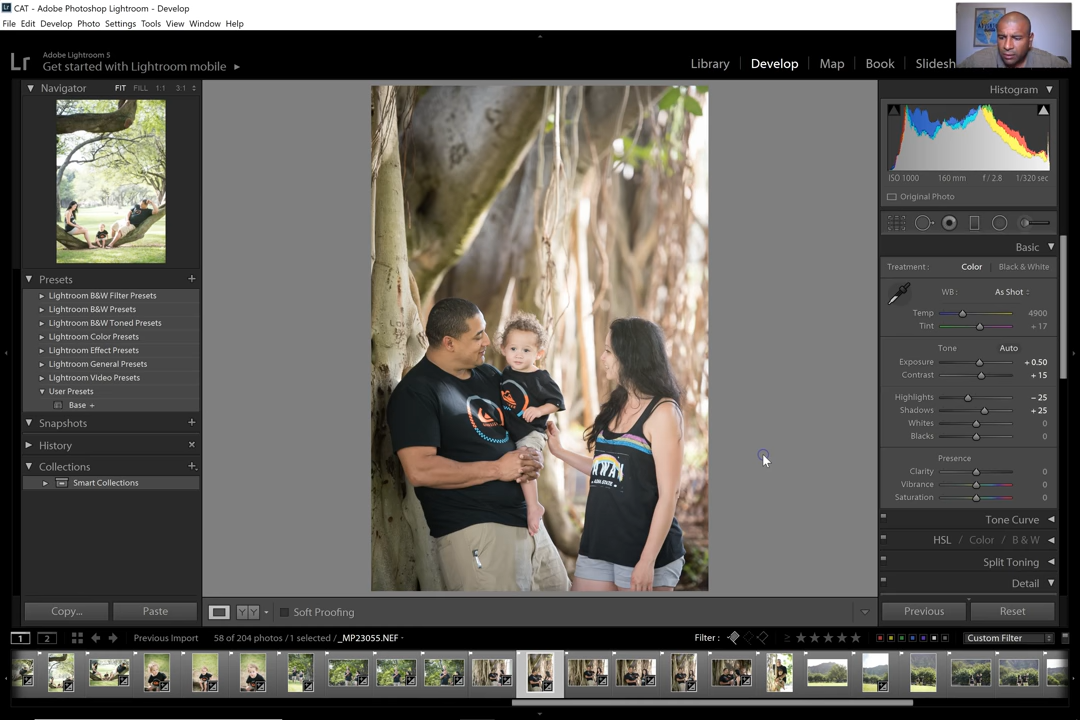 CAT - Adobe Photoshop Lightroom - Develop
File Edit Develop Photo Settings Tools View Window Help
Lr
Adobe Lightroom 5
Get started with Lightroom mobile
Library | Develop | Map | Book | Slidesh
Navigator FIT FILL 1:1 3:1
Histogram
ISO 1000 160 mm f / 2.8 1/320 sec
Original Photo
Basic
Treatment : Color | Black & White
WB : As Shot
Temp 4900
Tint + 17
Tone Auto
Exposure + 0.50
Contrast + 15
Highlights − 25
Shadows + 25
Whites 0
Blacks 0
Presence
Clarity 0
Vibrance 0
Saturation 0
Tone Curve
HSL / Color / B & W
Split Toning
Detail
Presets +
Lightroom B&W Filter Presets
Lightroom B&W Presets
Lightroom B&W Toned Presets
Lightroom Color Presets
Lightroom Effect Presets
Lightroom General Presets
Lightroom Video Presets
User Presets
Base +
Snapshots +
History ×
Collections +
Smart Collections
Copy... Paste
Y Y
Soft Proofing
Previous Reset
1 2
Previous Import
58 of 204 photos / 1 selected / _MP23055.NEF
Filter :
≥
Custom Filter